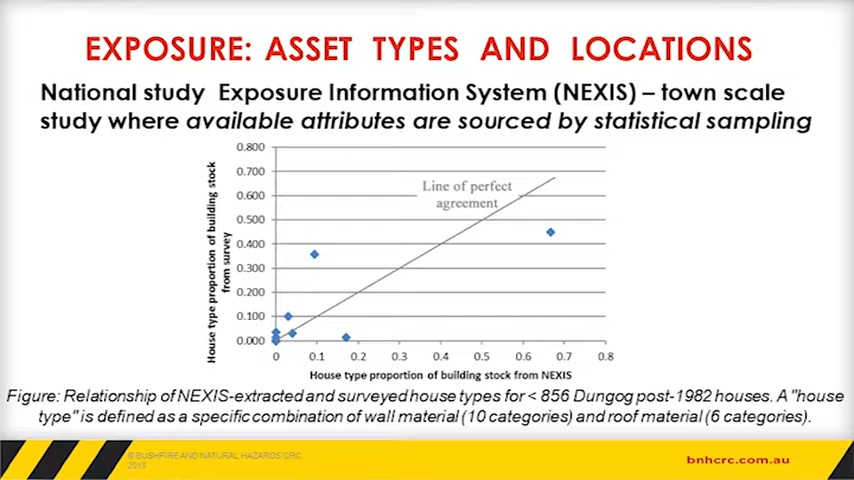 EXPOSURE: ASSET TYPES AND LOCATIONS
National study Exposure Information System (NEXIS) – town scale
study where available attributes are sourced by statistical sampling
House type proportion of building stock
from survey
0.800
0.700
0.600
0.500
0.400
0.300
0.200
0.100
0.000
Line of perfect
agreement
0 0.1 0.2 0.3 0.4 0.5 0.6 0.7 0.8
House type proportion of building stock from NEXIS
Figure: Relationship of NEXIS-extracted and surveyed house types for < 856 Dungog post-1982 houses. A "house
type" is defined as a specific combination of wall material (10 categories) and roof material (6 categories).
© BUSHFIRE AND NATURAL HAZARDS CRC
bnhcrc.com.au